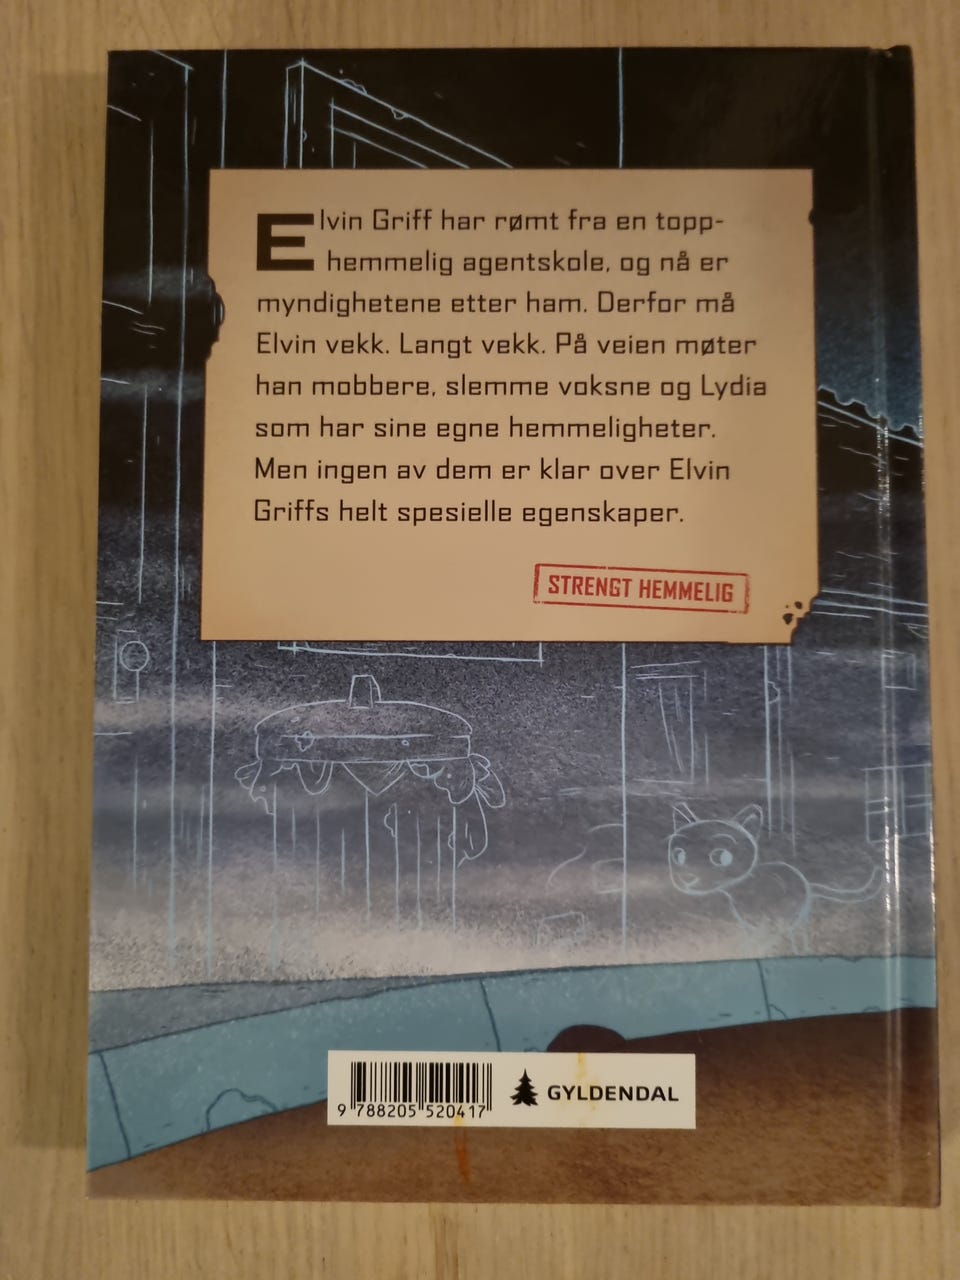 Elvin Griff har rømt fra en topp-
hemmelig agentskole, og nå er
myndighetene etter ham. Derfor må
Elvin vekk. Langt vekk. På veien møter
han mobbere, slemme voksne og Lydia
som har sine egne hemmeligheter.
Men ingen av dem er klar over Elvin
Griffs helt spesielle egenskaper.
STRENGT HEMMELIG
9 788205 520417
GYLDENDAL